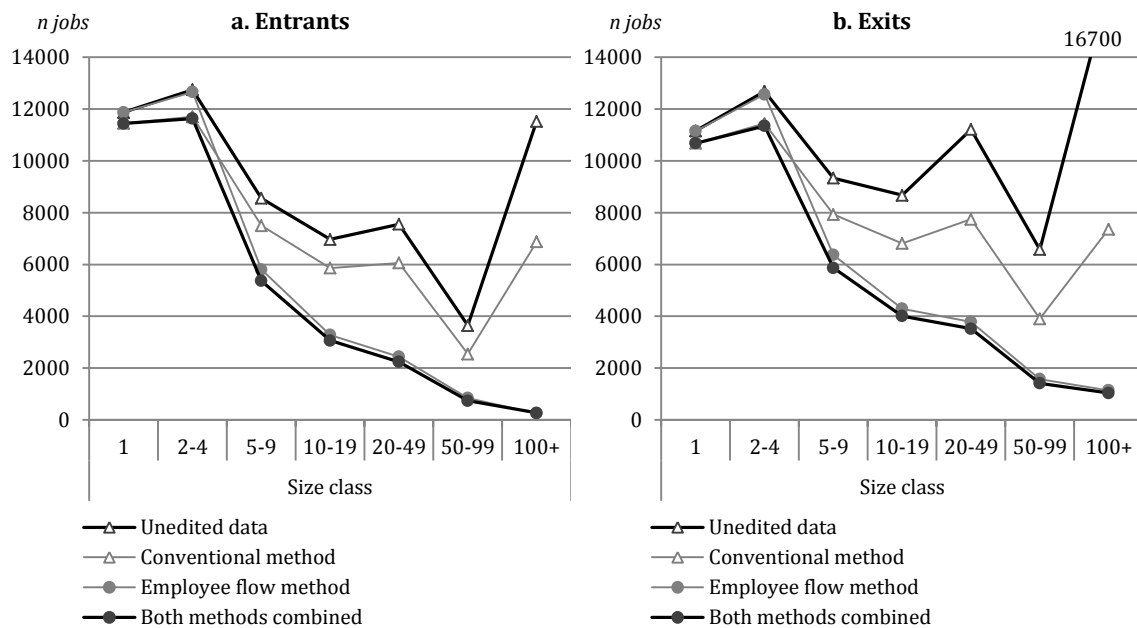 n jobs
a. Entrants
14000
12000
10000
8000
6000
4000
2000
0
1 2-4 5-9 10-19 20-49 50-99 100+
Size class
Unedited data
Conventional method
Employee flow method
Both methods combined
n jobs
b. Exits
16700
14000
12000
10000
8000
6000
4000
2000
0
1 2-4 5-9 10-19 20-49 50-99 100+
Size class
Unedited data
Conventional method
Employee flow method
Both methods combined